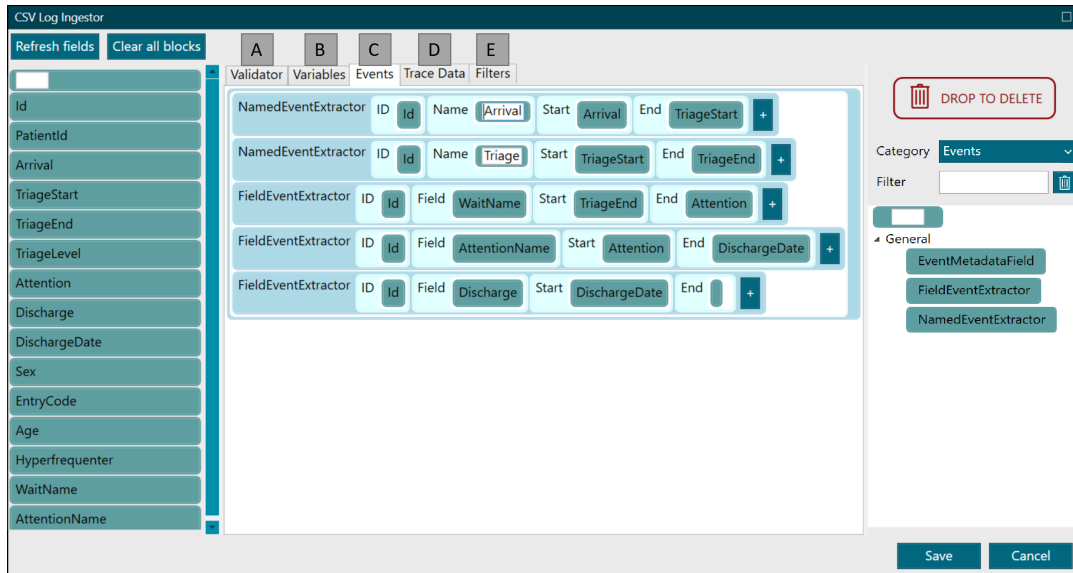 CSV Log Ingestor
Refresh fields Clear all blocks
A B C D E
Validator Variables Events Trace Data Filters
Id
PatientId
Arrival
TriageStart
TriageEnd
TriageLevel
Attention
Discharge
DischargeDate
Sex
EntryCode
Age
Hyperfrequenter
WaitName
AttentionName
NamedEventExtractor ID Id Name Arrival Start Arrival End TriageStart +
NamedEventExtractor ID Id Name Triage Start TriageStart End TriageEnd +
FieldEventExtractor ID Id Field WaitName Start TriageEnd End Attention +
FieldEventExtractor ID Id Field AttentionName Start Attention End DischargeDate +
FieldEventExtractor ID Id Field Discharge Start DischargeDate End +
DROP TO DELETE
Category Events
Filter
General
EventMetadataField
FieldEventExtractor
NamedEventExtractor
Save Cancel